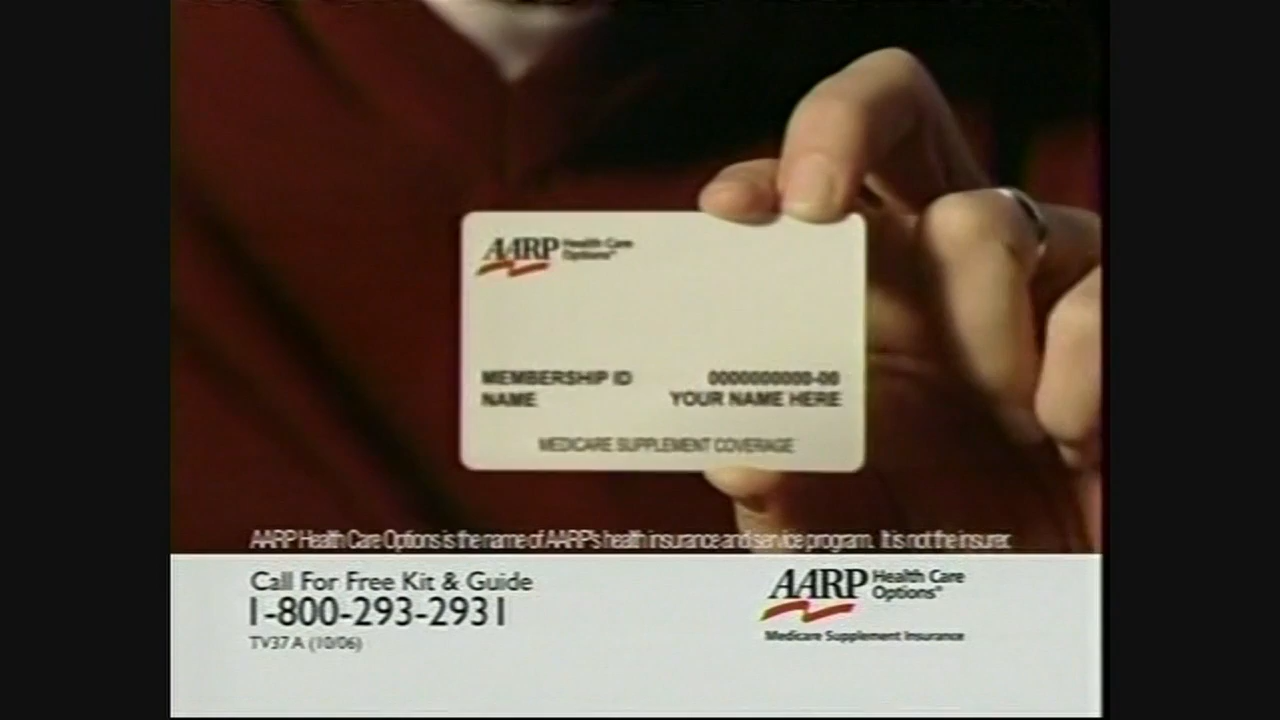 AARP Health Care
Options
MEMBERSHIP ID 0000000000-00
NAME YOUR NAME HERE
MEDICARE SUPPLEMENT COVERAGE
AARP Health Care Options is the name of AARP's health insurance and service program. It is not the insurer.
Call For Free Kit & Guide
1-800-293-2931
TV37A (10/06)
AARP Health Care
Options®
Medicare Supplement Insurance